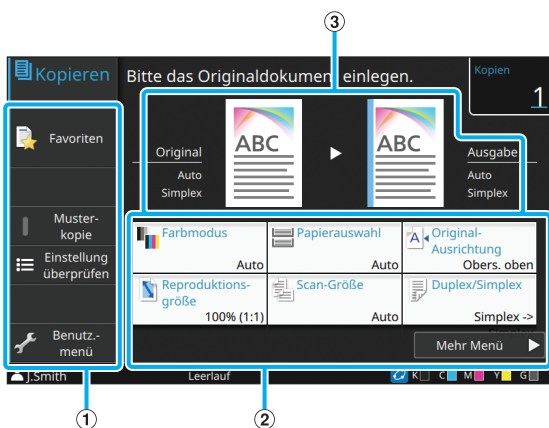 3
Kopieren
Bitte das Originaldokument einlegen.
Kopien
1
Favoriten
Muster-
kopie
Einstellung
überprüfen
Benutz.-
menü
Original
Auto
Simplex
ABC
ABC
Ausgabe
Auto
Simplex
Farbmodus
Auto
Papierauswahl
Auto
A
Original-
Ausrichtung
Obers. oben
Reproduktions-
größe
100% (1:1)
Scan-Größe
Auto
Duplex/Simplex
Simplex ->
Mehr Menü
J.Smith
Leerlauf
K C M Y G
1
2